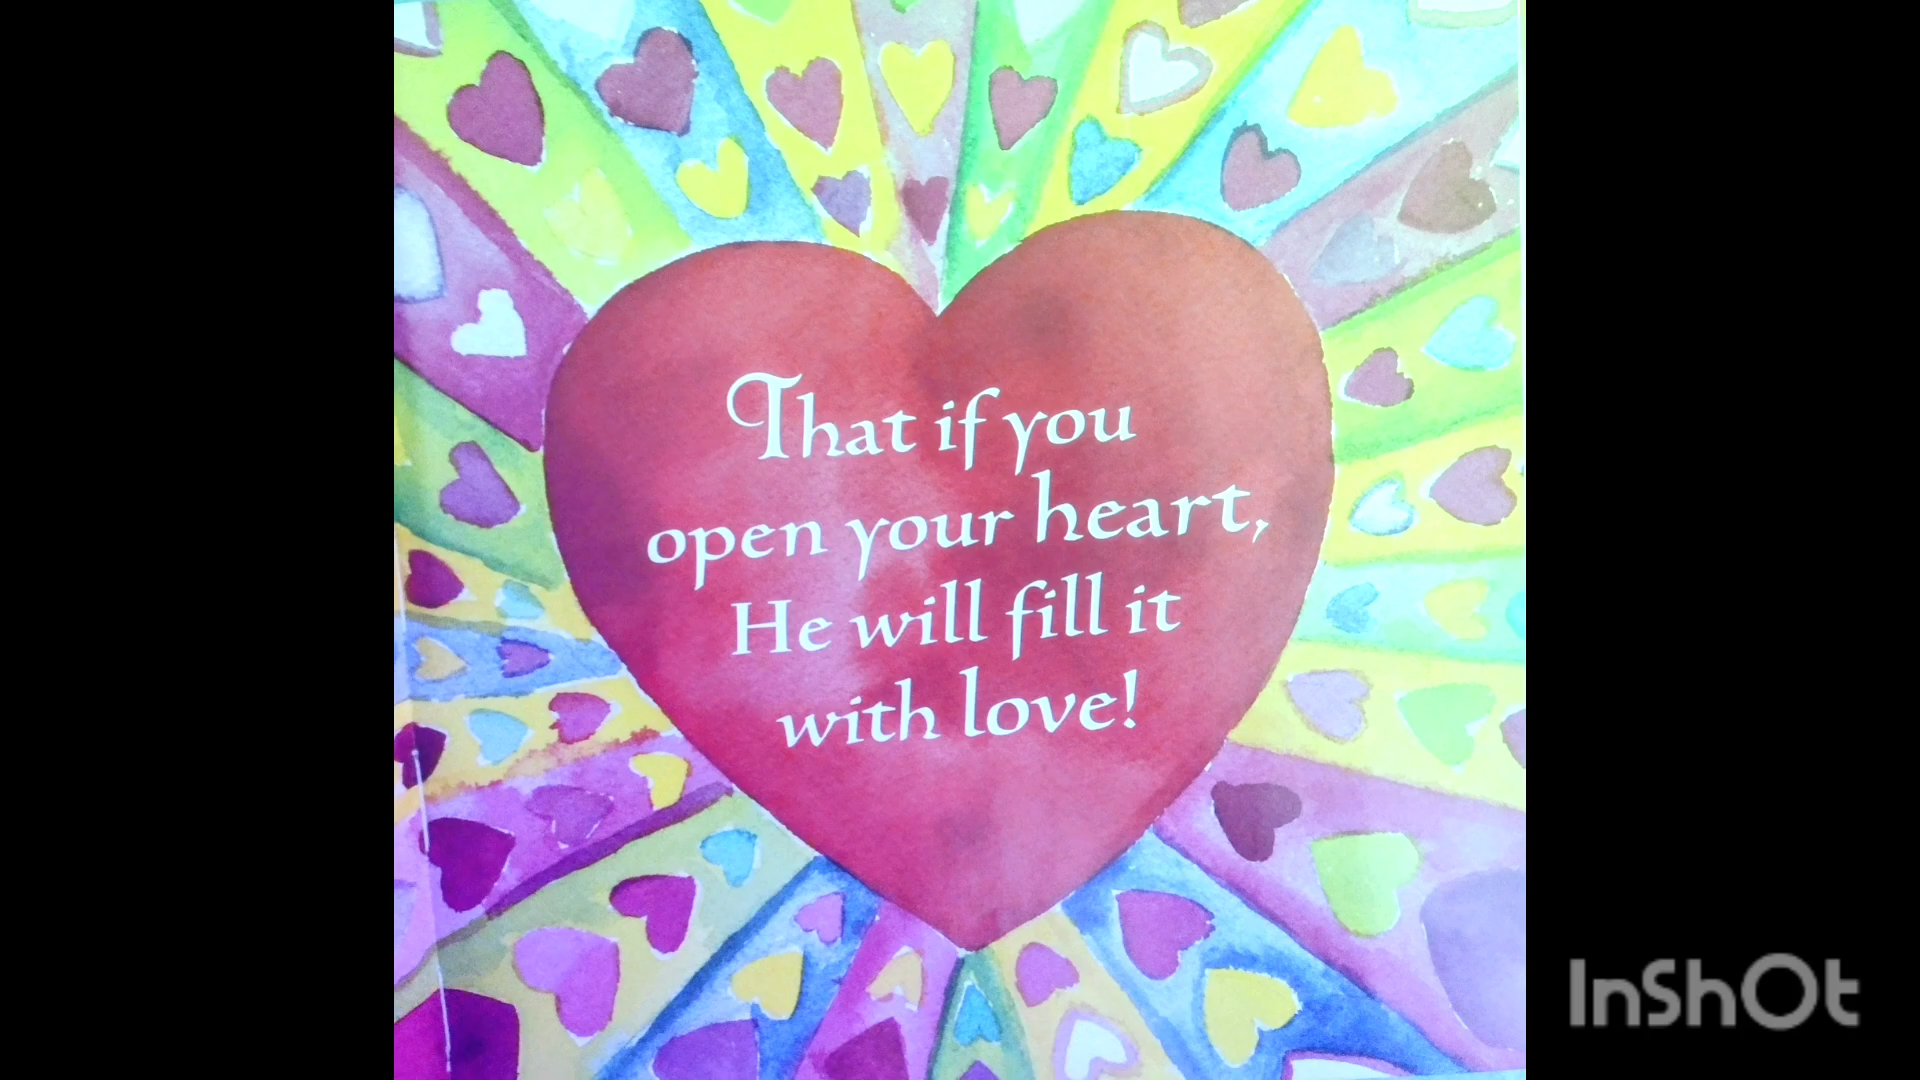 That if you
open your heart,
He will fill it
with love!
InShOt